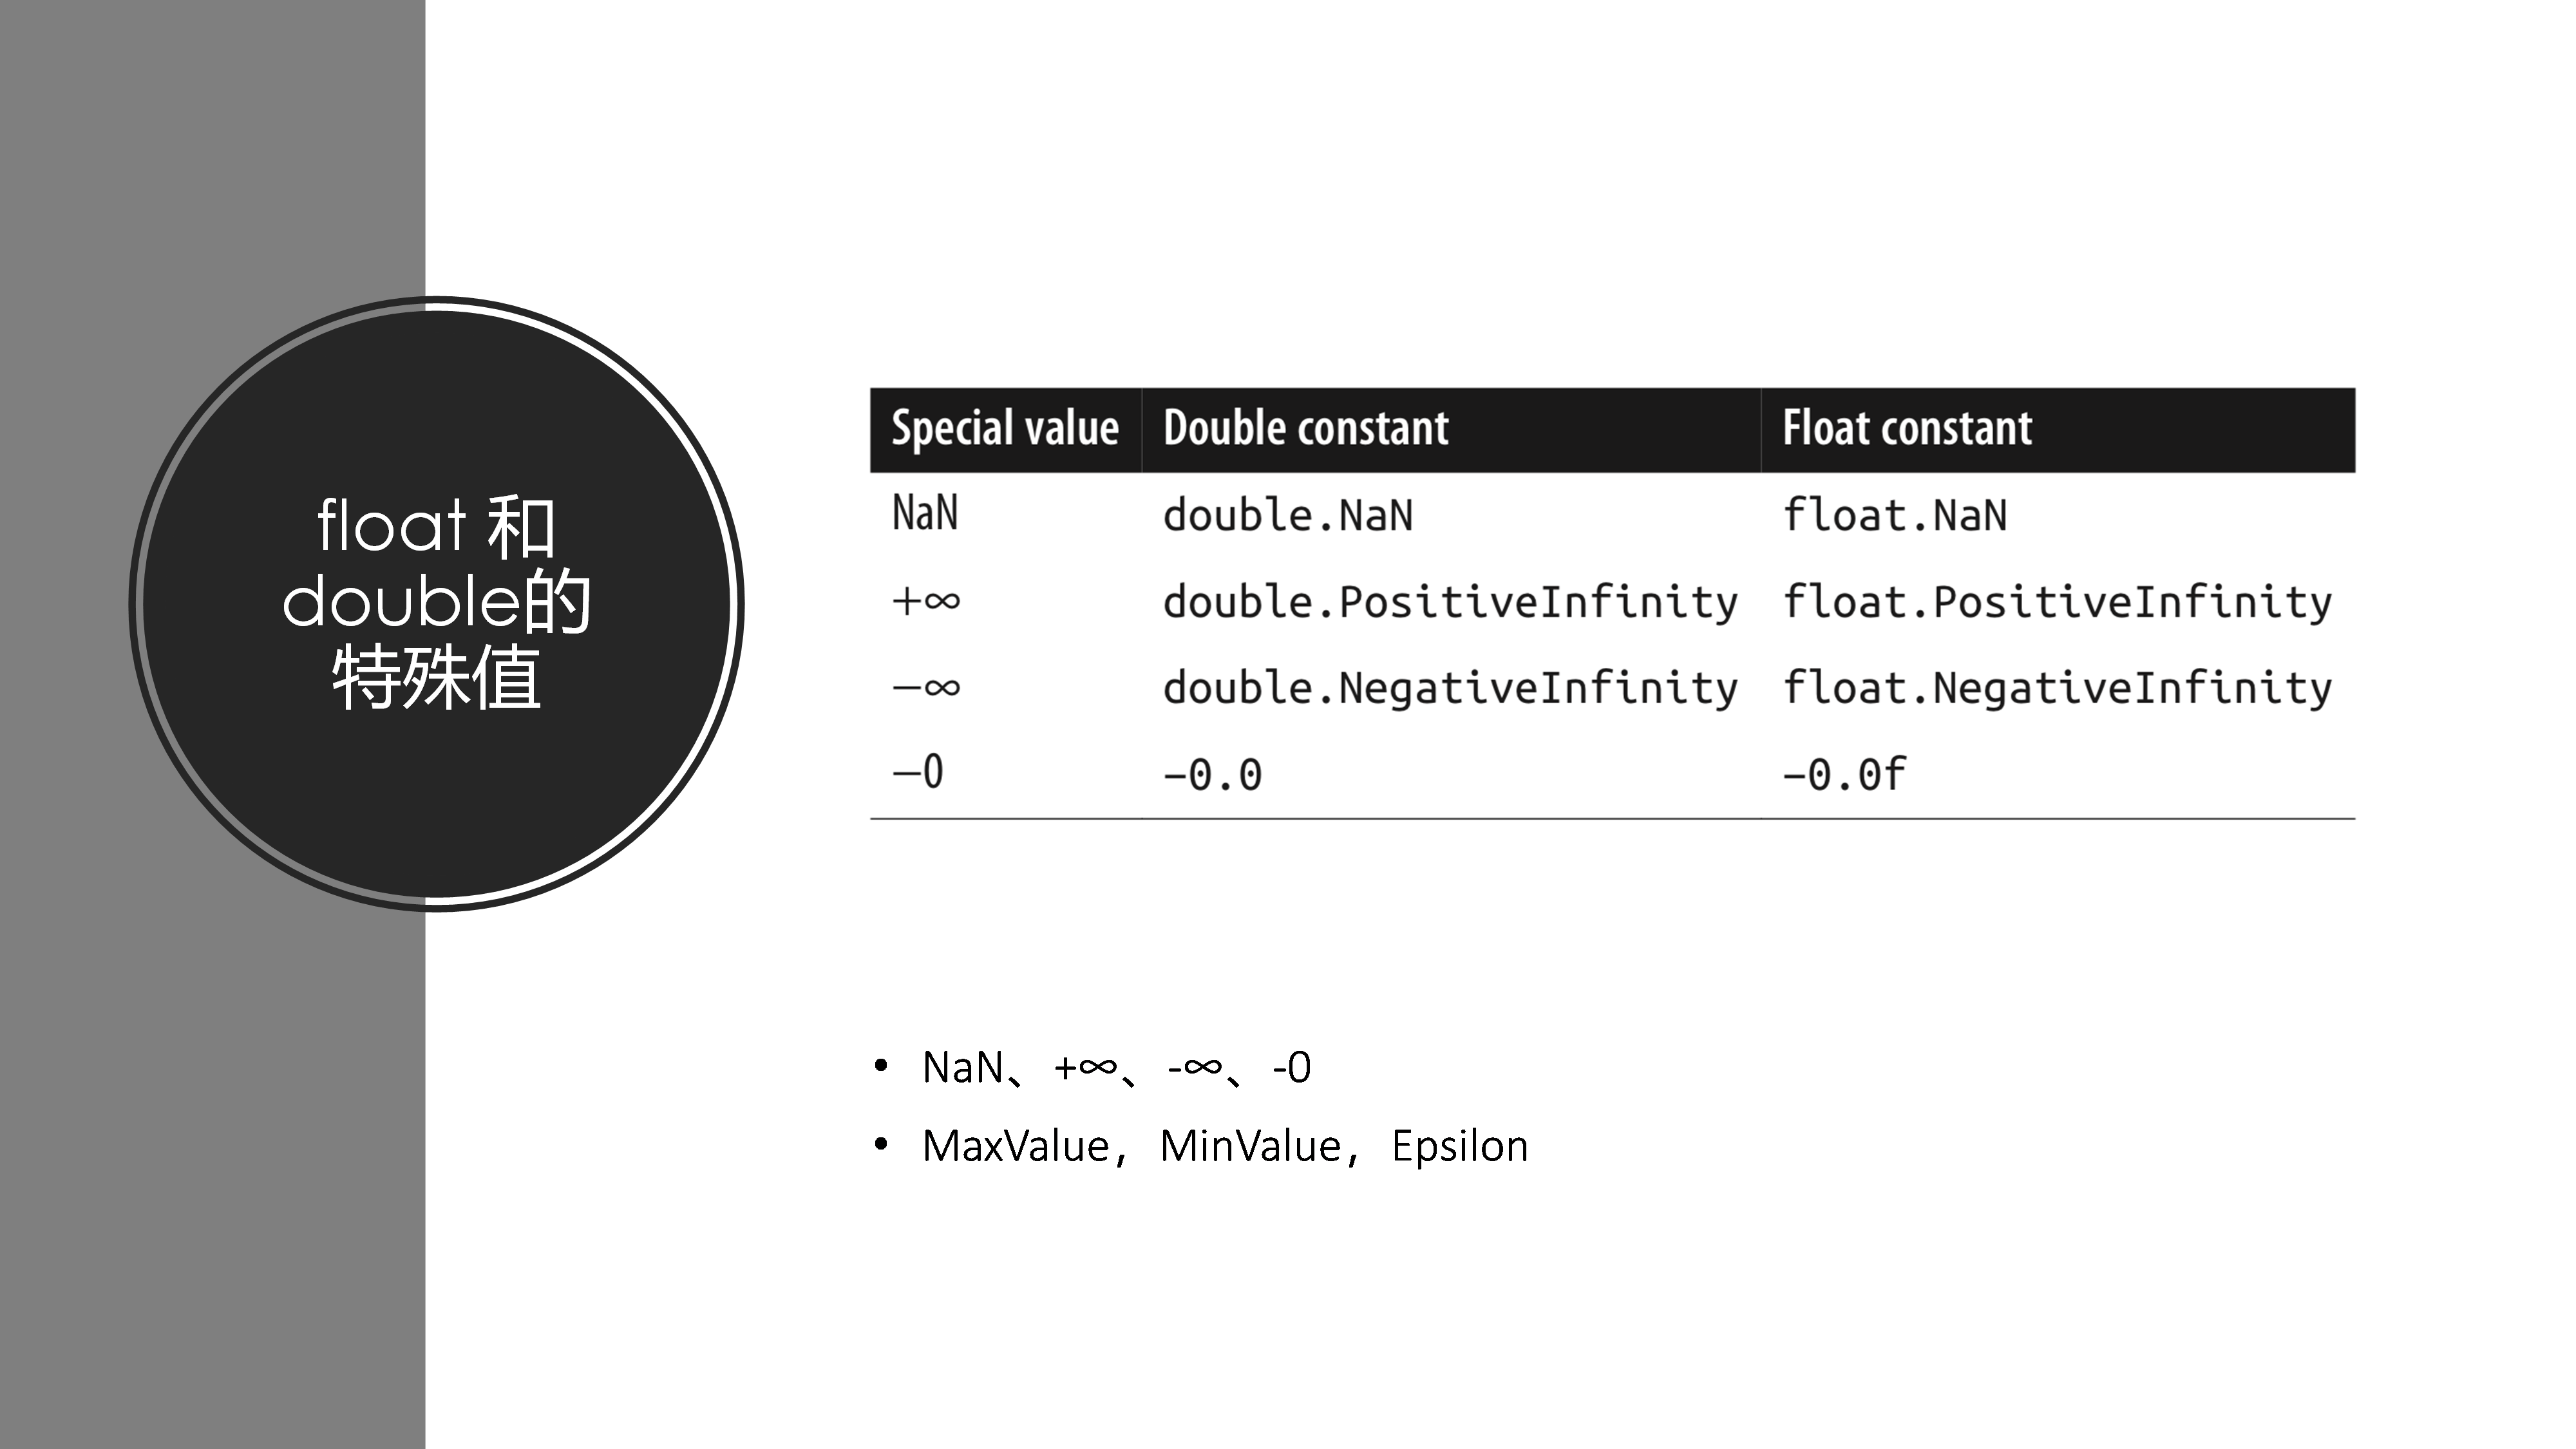 float 和
double的
特殊值
Special value Double constant Float constant
NaN double.NaN float.NaN
+∞ double.PositiveInfinity float.PositiveInfinity
−∞ double.NegativeInfinity float.NegativeInfinity
−0 −0.0 −0.0f
• NaN、+∞、-∞、-0
• MaxValue，MinValue，Epsilon